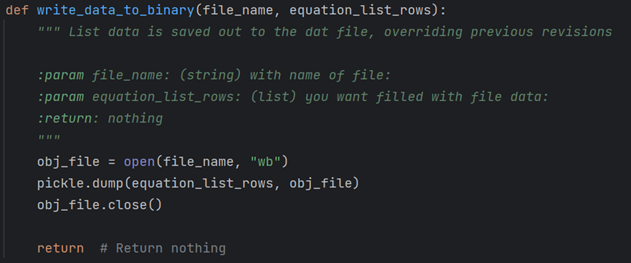 def write_data_to_binary(file_name, equation_list_rows):
    """ List data is saved out to the dat file, overriding previous revisions
    :param file_name: (string) with name of file:
    :param equation_list_rows: (list) you want filled with file data:
    :return: nothing
    """
    obj_file = open(file_name, "wb")
    pickle.dump(equation_list_rows, obj_file)
    obj_file.close()
    return  # Return nothing